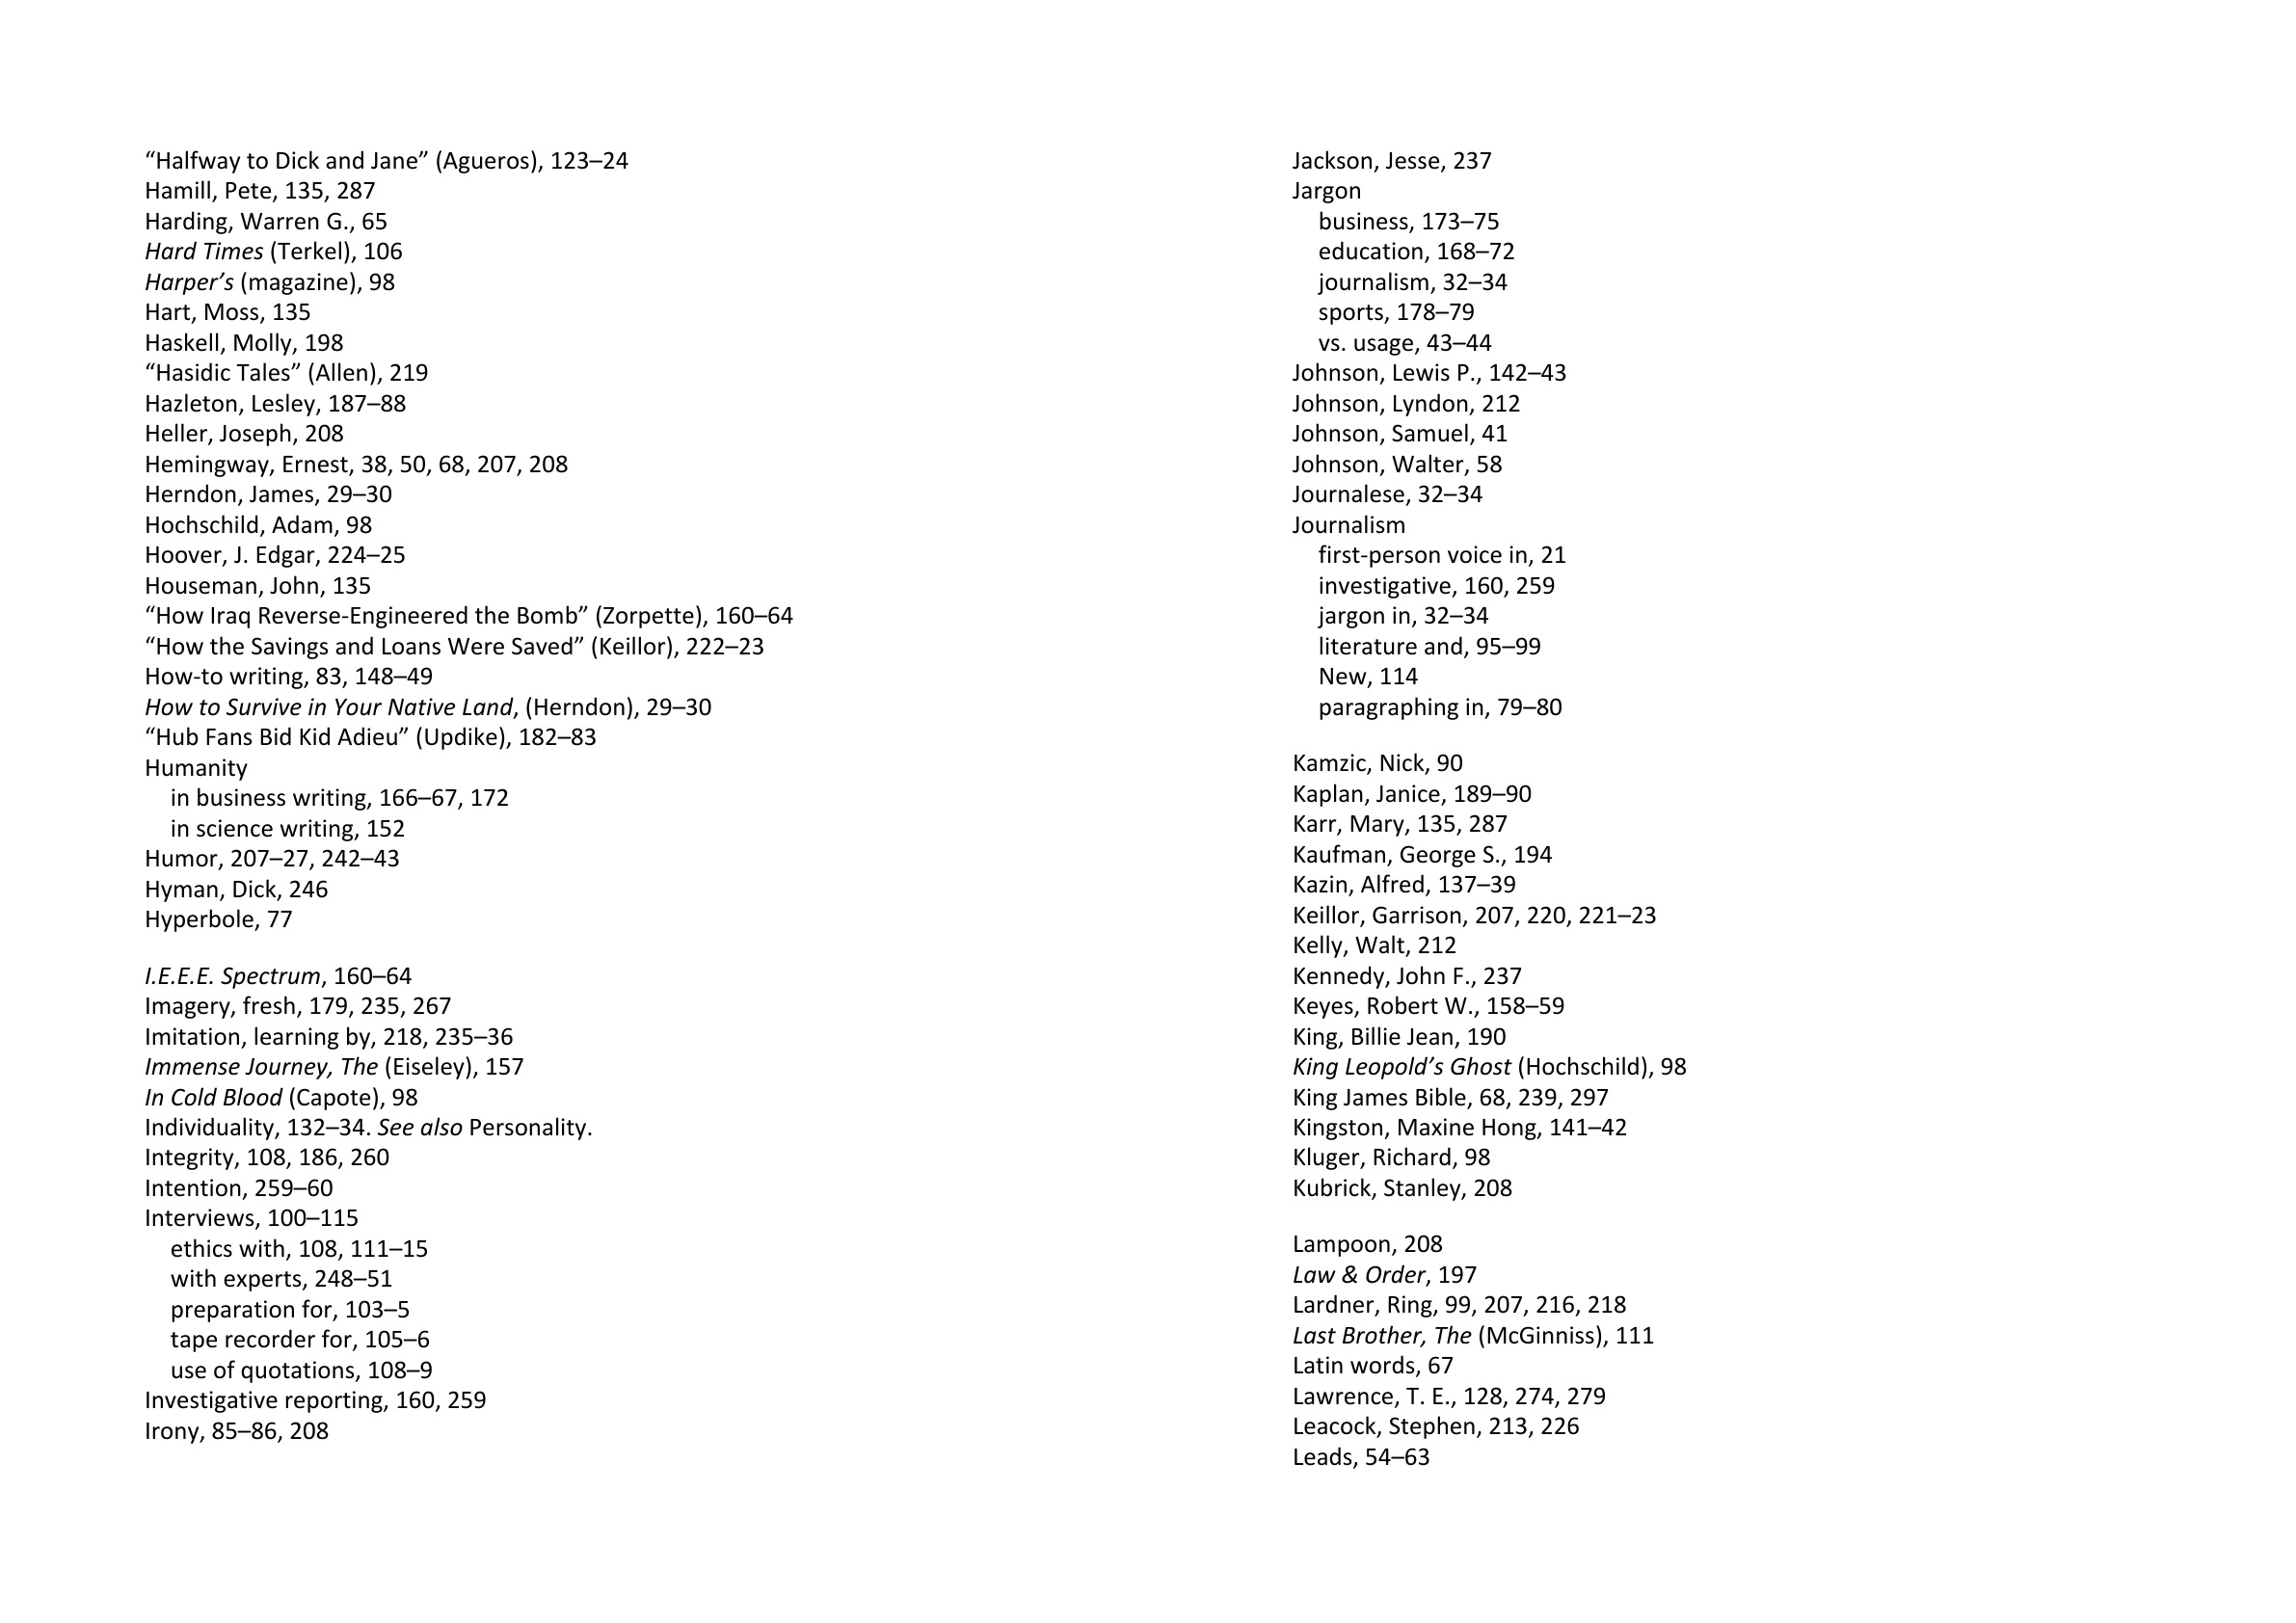 “Halfway to Dick and Jane” (Agueros), 123–24
Hamill, Pete, 135, 287
Harding, Warren G., 65
Hard Times (Terkel), 106
Harper’s (magazine), 98
Hart, Moss, 135
Haskell, Molly, 198
“Hasidic Tales” (Allen), 219
Hazleton, Lesley, 187–88
Heller, Joseph, 208
Hemingway, Ernest, 38, 50, 68, 207, 208
Herndon, James, 29–30
Hochschild, Adam, 98
Hoover, J. Edgar, 224–25
Houseman, John, 135
“How Iraq Reverse-Engineered the Bomb” (Zorpette), 160–64
“How the Savings and Loans Were Saved” (Keillor), 222–23
How-to writing, 83, 148–49
How to Survive in Your Native Land, (Herndon), 29–30
“Hub Fans Bid Kid Adieu” (Updike), 182–83
Humanity
in business writing, 166–67, 172
in science writing, 152
Humor, 207–27, 242–43
Hyman, Dick, 246
Hyperbole, 77
I.E.E.E. Spectrum, 160–64
Imagery, fresh, 179, 235, 267
Imitation, learning by, 218, 235–36
Immense Journey, The (Eiseley), 157
In Cold Blood (Capote), 98
Individuality, 132–34. See also Personality.
Integrity, 108, 186, 260
Intention, 259–60
Interviews, 100–115
ethics with, 108, 111–15
with experts, 248–51
preparation for, 103–5
tape recorder for, 105–6
use of quotations, 108–9
Investigative reporting, 160, 259
Irony, 85–86, 208
Jackson, Jesse, 237
Jargon
business, 173–75
education, 168–72
journalism, 32–34
sports, 178–79
vs. usage, 43–44
Johnson, Lewis P., 142–43
Johnson, Lyndon, 212
Johnson, Samuel, 41
Johnson, Walter, 58
Journalese, 32–34
Journalism
first-person voice in, 21
investigative, 160, 259
jargon in, 32–34
literature and, 95–99
New, 114
paragraphing in, 79–80
Kamzic, Nick, 90
Kaplan, Janice, 189–90
Karr, Mary, 135, 287
Kaufman, George S., 194
Kazin, Alfred, 137–39
Keillor, Garrison, 207, 220, 221–23
Kelly, Walt, 212
Kennedy, John F., 237
Keyes, Robert W., 158–59
King, Billie Jean, 190
King Leopold’s Ghost (Hochschild), 98
King James Bible, 68, 239, 297
Kingston, Maxine Hong, 141–42
Kluger, Richard, 98
Kubrick, Stanley, 208
Lampoon, 208
Law & Order, 197
Lardner, Ring, 99, 207, 216, 218
Last Brother, The (McGinniss), 111
Latin words, 67
Lawrence, T. E., 128, 274, 279
Leacock, Stephen, 213, 226
Leads, 54–63